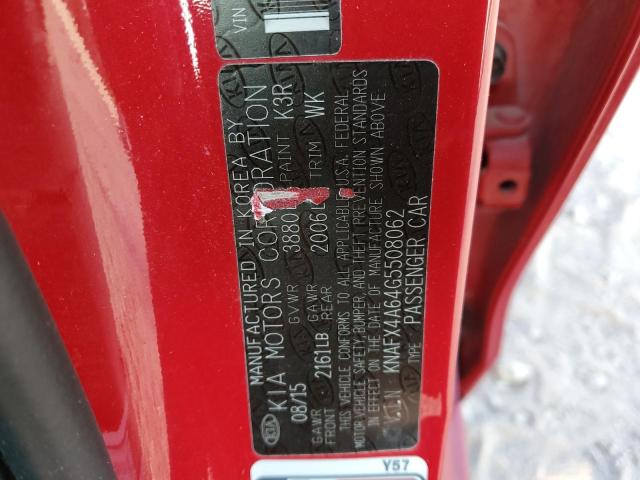 VIN
MANUFACTURED IN KOREA BY
KIA MOTORS CORPORATION
08/15 GVWR 3880 PAINT K3R
GAWR FRONT 2161LB GAWR REAR 2006L TRIM WK
THIS VEHICLE CONFORMS TO ALL APPLICABLE U.S.A. FEDERAL
MOTOR VEHICLE SAFETY, BUMPER, AND THEFT PREVENTION STANDARDS
IN EFFECT ON THE DATE OF MANUFACTURE SHOWN ABOVE
V.I.N : KNAFX4A64G5508062
TYPE : PASSENGER CAR
Y57